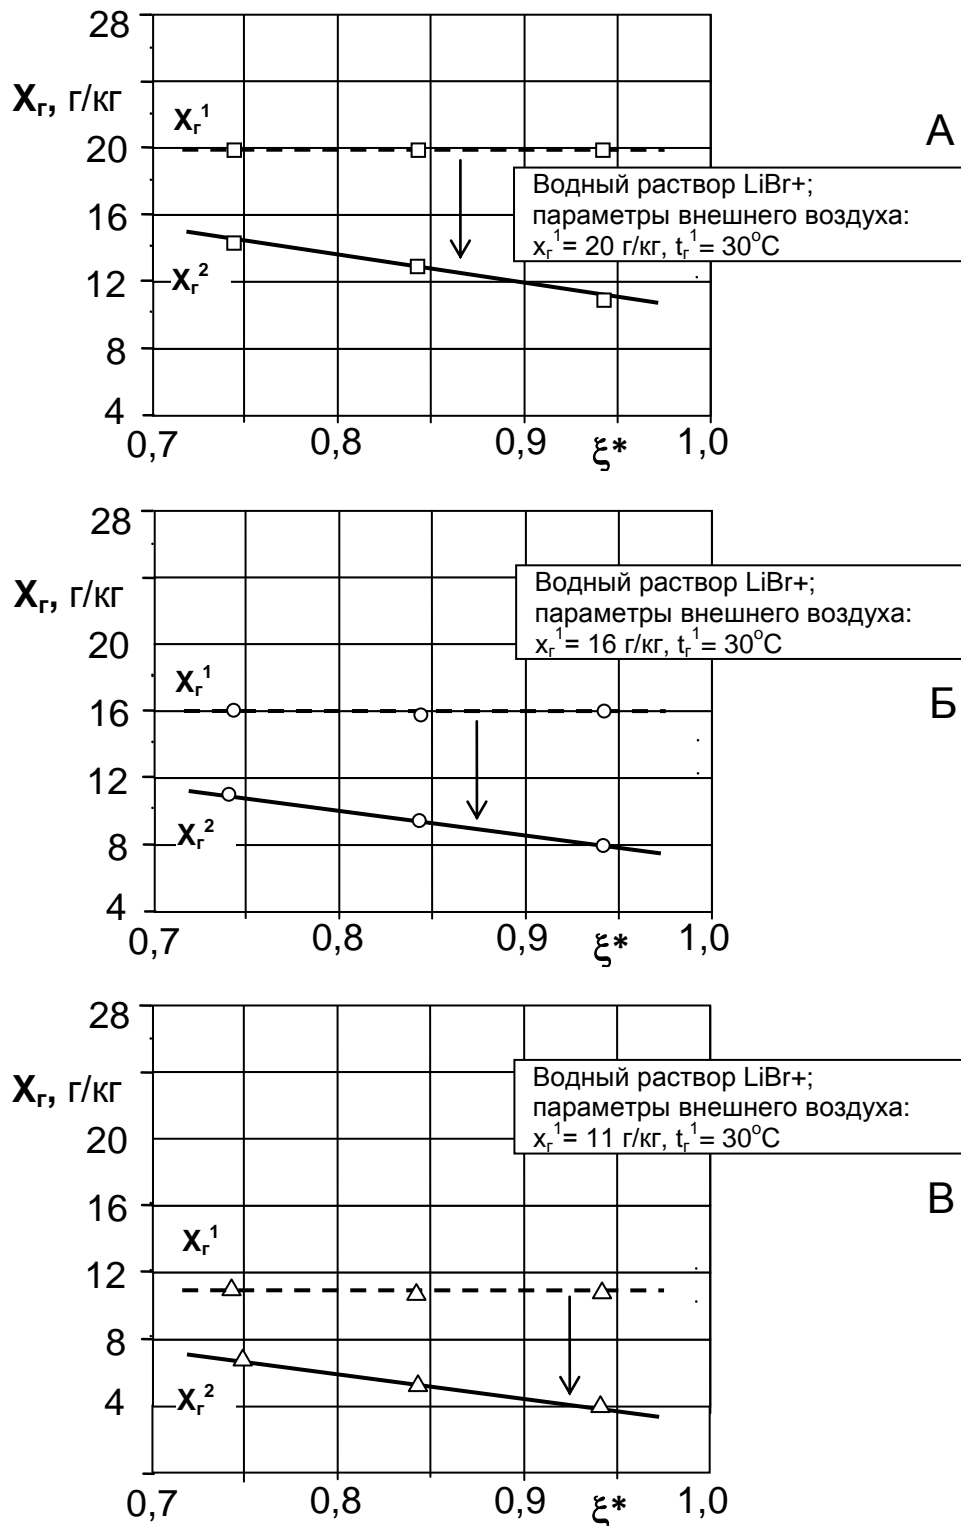 28
Xг, г/кг
Xг¹
20
А
Водный раствор LiBr+;
параметры внешнего воздуха:
xг¹= 20 г/кг, tг¹= 30°С
16
Xг²
12
8
4
0,7 0,8 0,9 ξ* 1,0
28
Водный раствор LiBr+;
параметры внешнего воздуха:
xг¹= 16 г/кг, tг¹= 30°С
Xг, г/кг
20
Xг¹
16
Б
12
Xг²
8
4
0,7 0,8 0,9 ξ* 1,0
28
Водный раствор LiBr+;
параметры внешнего воздуха:
xг¹= 11 г/кг, tг¹= 30°С
Xг, г/кг
20
16
В
Xг¹
12
8
Xг²
4
0,7 0,8 0,9 ξ* 1,0